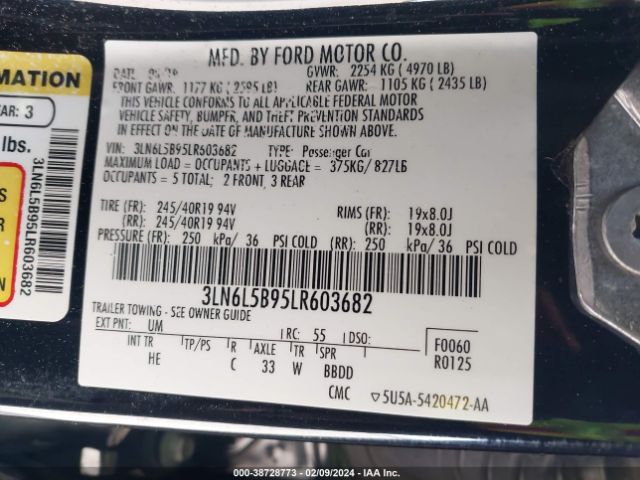 MFD. BY FORD MOTOR CO.
GVWR: 2254 KG ( 4970 LB)
FRONT GAWR: 1177 KG ( 2595 LB) REAR GAWR: 1105 KG ( 2435 LB)
THIS VEHICLE CONFORMS TO ALL APPLICABLE FEDERAL MOTOR
VEHICLE SAFETY, BUMPER, AND THEFT PREVENTION STANDARDS
IN EFFECT ON THE DATE OF MANUFACTURE SHOWN ABOVE.
VIN: 3LN6L5B95LR603682 TYPE: Passenger Car
MAXIMUM LOAD = OCCUPANTS + LUGGAGE = 375KG/827LB
OCCUPANTS = 5 TOTAL; 2 FRONT, 3 REAR
TIRE (FR): 245/40R19 94V RIMS (FR): 19x8.0J
(RR): 245/40R19 94V (RR): 19x8.0J
PRESSURE (FR): 250 kPa/ 36 PSI COLD (RR): 250 kPa/ 36 PSI COLD
3LN6L5B95LR603682
TRAILER TOWING - SEE OWNER GUIDE
EXT PNT: UM RC: 55 DSO: F0060
INT TR TP/PS R AXLE TR SPR R0125
HE C 33 W BBDD
CMC 5U5A-5420472-AA
RMATION
AR: 3
lbs.
3LN6L5B95LR603682
000-38728773 - 02/09/2024 - IAA Inc.